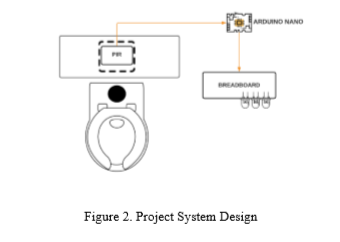 ARDUINO NANO
PIR
BREADBOARD
Figure 2. Project System Design